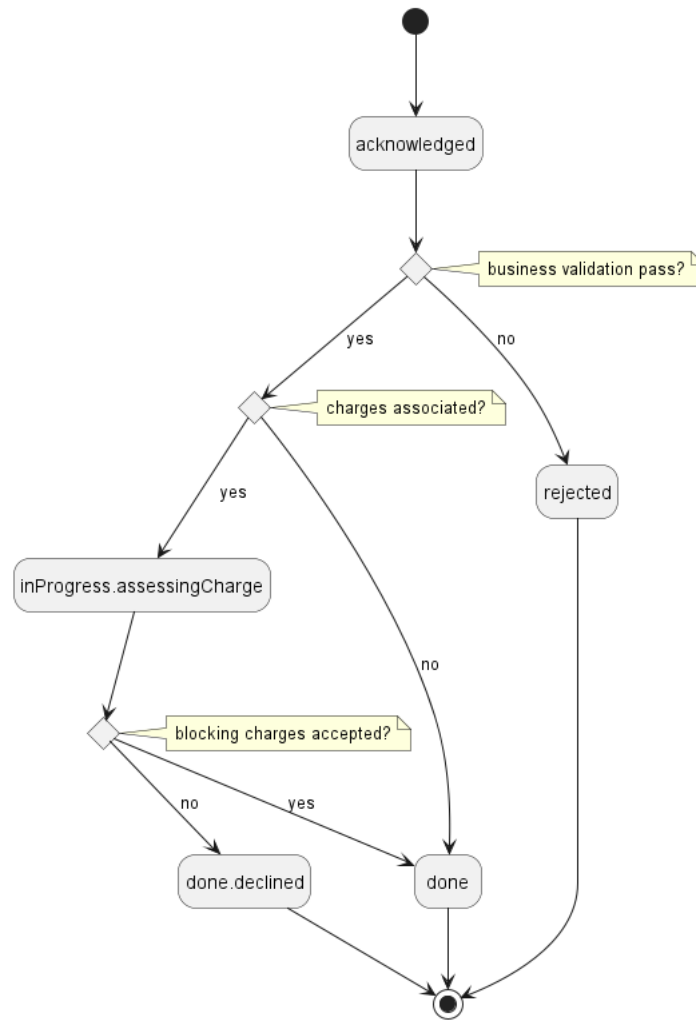 acknowledged
business validation pass?
yes
no
charges associated?
yes
rejected
inProgress.assessingCharge
no
blocking charges accepted?
no
yes
done.declined
done